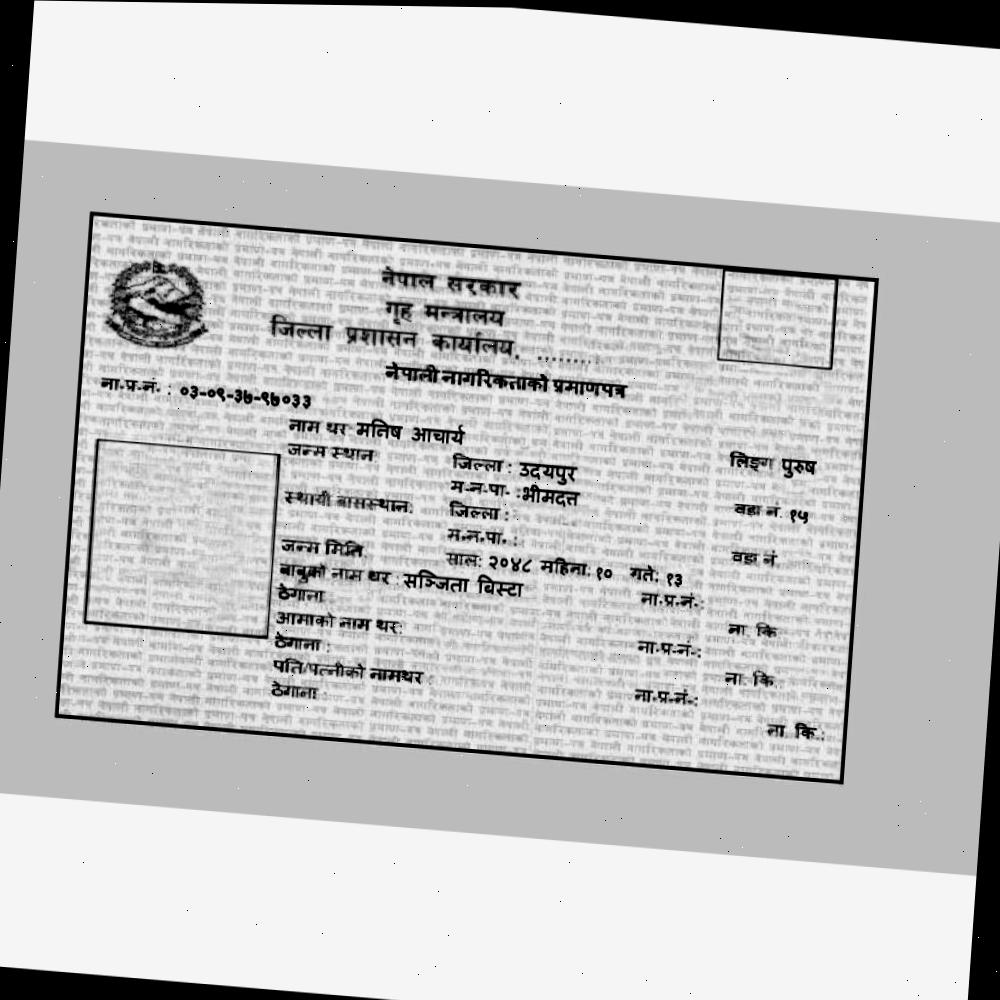 नेपाल सरकार
गृह मन्त्रालय
जिल्ला प्रशासन कार्यालय, .........
नेपाली नागरिकताको प्रमाणपत्र
ना.प्र.नं. : ०३-०९-३७-९७०३३
नाम थर मतिष आचार्य लिङ्ग पुरुष
जन्म स्थान जिल्ला : उदयपुर
म.न.पा. :भीमदत्त वडा नं. १५
स्थायी बासस्थान: जिल्ला :
म.न.पा. : वडा नं
जन्म मिति साल: २०४८ महिना: १० गते: १३
बाबुको नाम थर : सञ्जिता बिस्टा ना.प्र.नं.:
ठेगाना ना. कि
आमाको नाम थर: ना.प्र.नं.:
ठेगाना : ना. कि.
पति/पत्नीको नामथर : ना.प्र.नं.:
ठेगाना : ना. कि.: